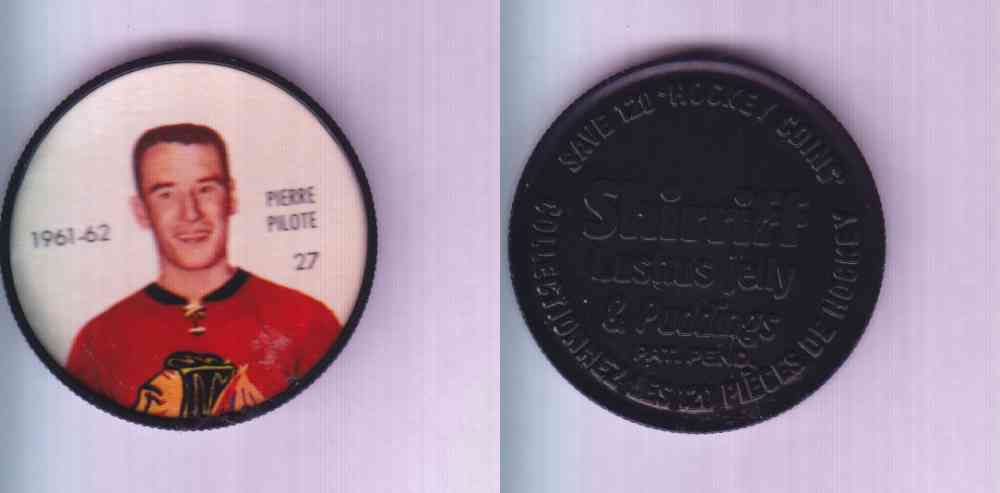 1961-62
PIERRE
PILOTE
27
SAVE 120 HOCKEY COINS
Shirriff
Lushus Jelly
& Puddings
PAT. PEND.
COLLECTIONNEZ LES 120 PIÈCES DE HOCKEY